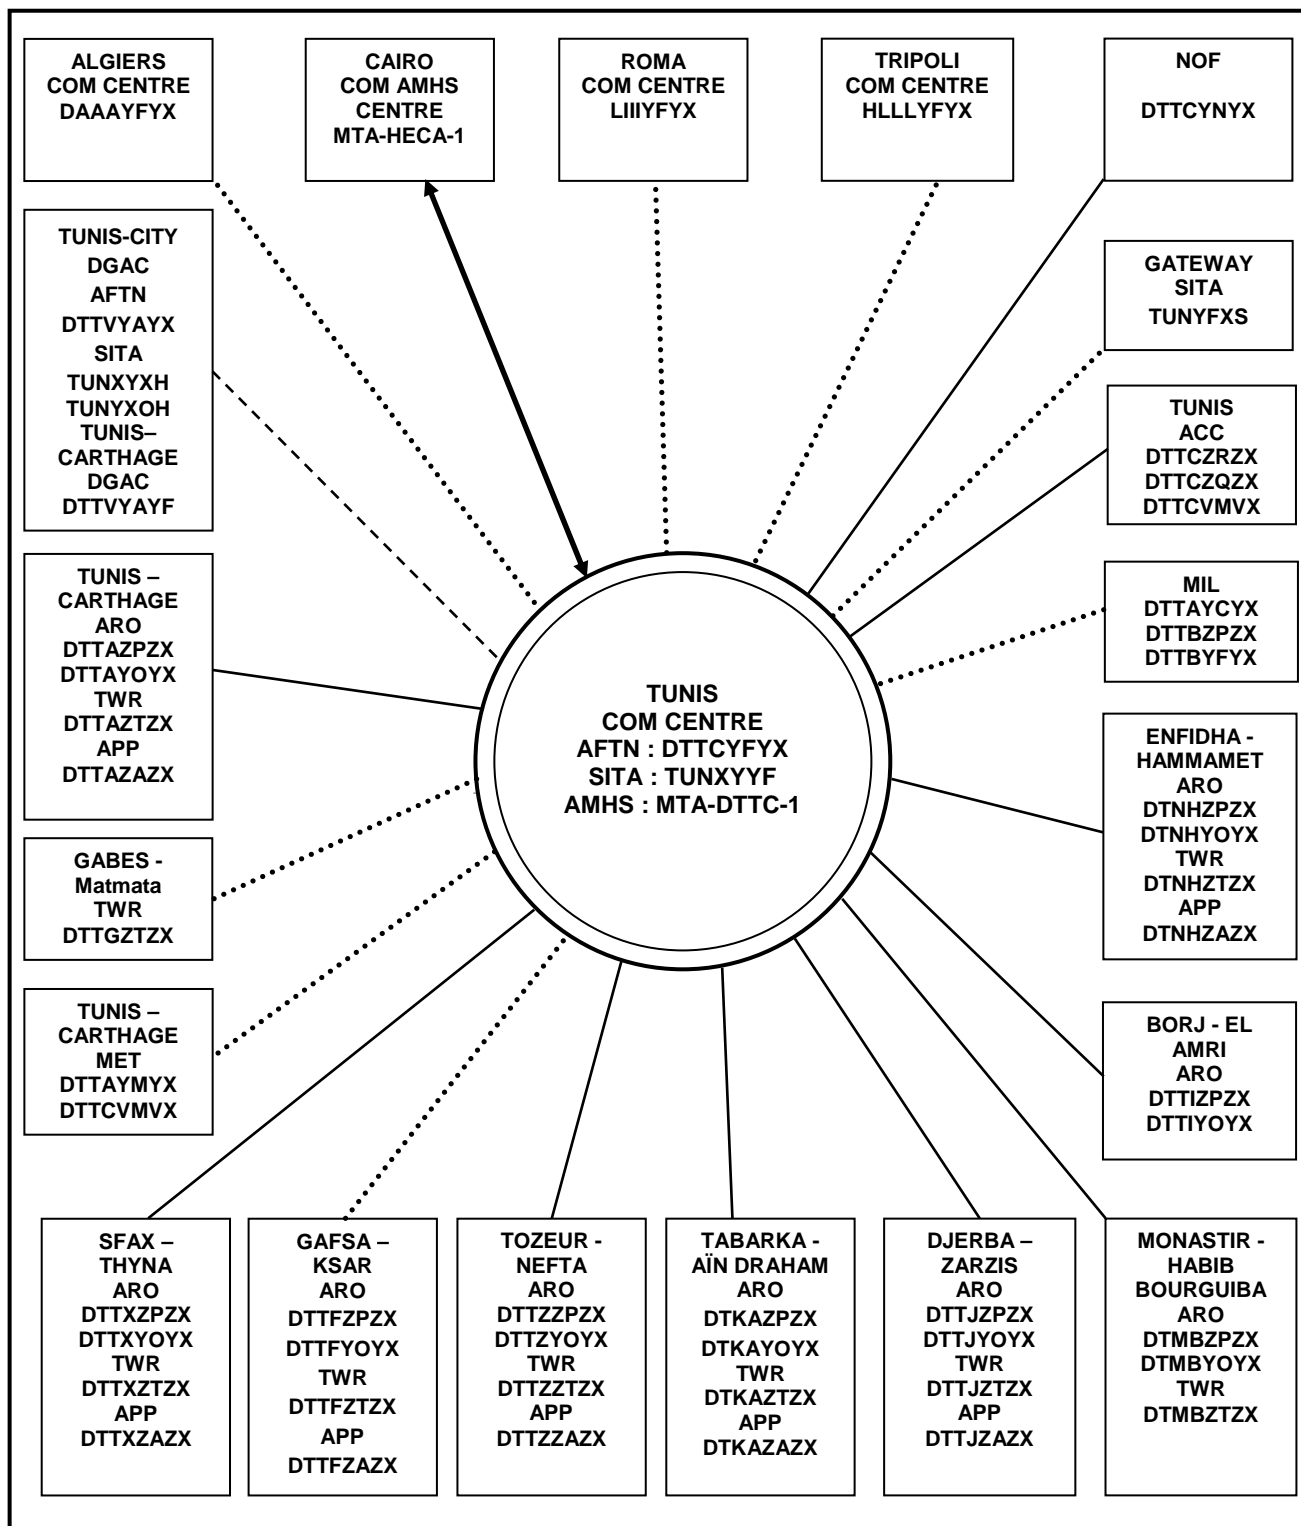 ALGIERS
COM CENTRE
DAAAYFYX
CAIRO
COM AMHS
CENTRE
MTA-HECA-1
ROMA
COM CENTRE
LIIIYFYX
TRIPOLI
COM CENTRE
HLLLYFYX
NOF
DTTCYNYX
TUNIS-CITY
DGAC
AFTN
DTTVYAYX
SITA
TUNXYXH
TUNYXOH
TUNIS–
CARTHAGE
DGAC
DTTVYAYF
GATEWAY
SITA
TUNYFXS
TUNIS
ACC
DTTCZRZX
DTTCZQZX
DTTCVMVX
TUNIS –
CARTHAGE
ARO
DTTAZPZX
DTTAYOYX
TWR
DTTAZTZX
APP
DTTAZAZX
MIL
DTTAYCYX
DTTBZPZX
DTTBYFYX
TUNIS
COM CENTRE
AFTN : DTTCYFYX
SITA : TUNXYYF
AMHS : MTA-DTTC-1
ENFIDHA -
HAMMAMET
ARO
DTNHZPZX
DTNHYOYX
TWR
DTNHZTZX
APP
DTNHZAZX
GABES -
Matmata
TWR
DTTGZTZX
TUNIS –
CARTHAGE
MET
DTTAYMYX
DTTCVMVX
BORJ - EL
AMRI
ARO
DTTIZPZX
DTTIYOYX
SFAX –
THYNA
ARO
DTTXZPZX
DTTXYOYX
TWR
DTTXZTZX
APP
DTTXZAZX
GAFSA –
KSAR
ARO
DTTFZPZX
DTTFYOYX
TWR
DTTFZTZX
APP
DTTFZAZX
TOZEUR -
NEFTA
ARO
DTTZZPZX
DTTZYOYX
TWR
DTTZZTZX
APP
DTTZZAZX
TABARKA -
AÏN DRAHAM
ARO
DTKAZPZX
DTKAYOYX
TWR
DTKAZTZX
APP
DTKAZAZX
DJERBA –
ZARZIS
ARO
DTTJZPZX
DTTJYOYX
TWR
DTTJZTZX
APP
DTTJZAZX
MONASTIR -
HABIB
BOURGUIBA
ARO
DTMBZPZX
DTMBYOYX
TWR
DTMBZTZX